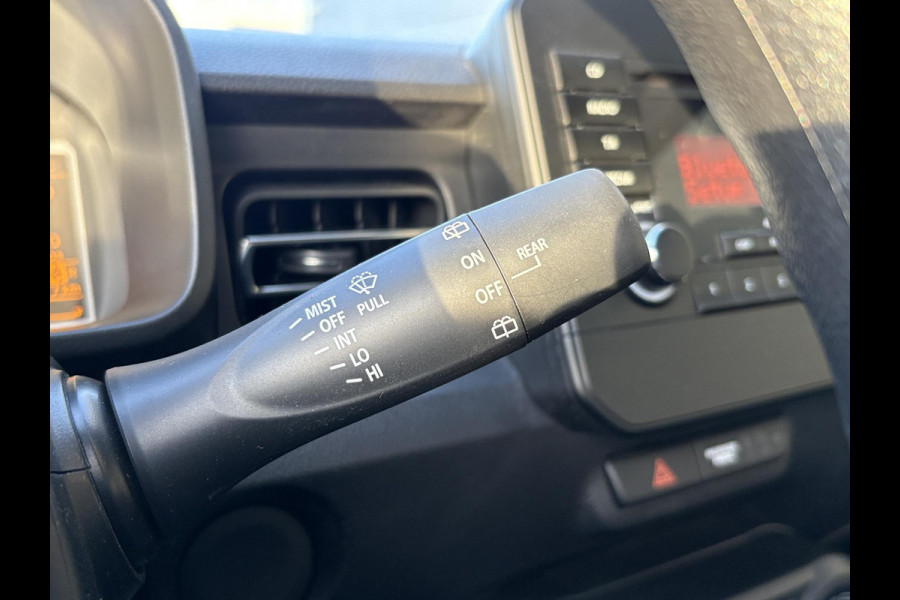 MIST
OFF
INT
LO
HI
PULL
ON
OFF
REAR